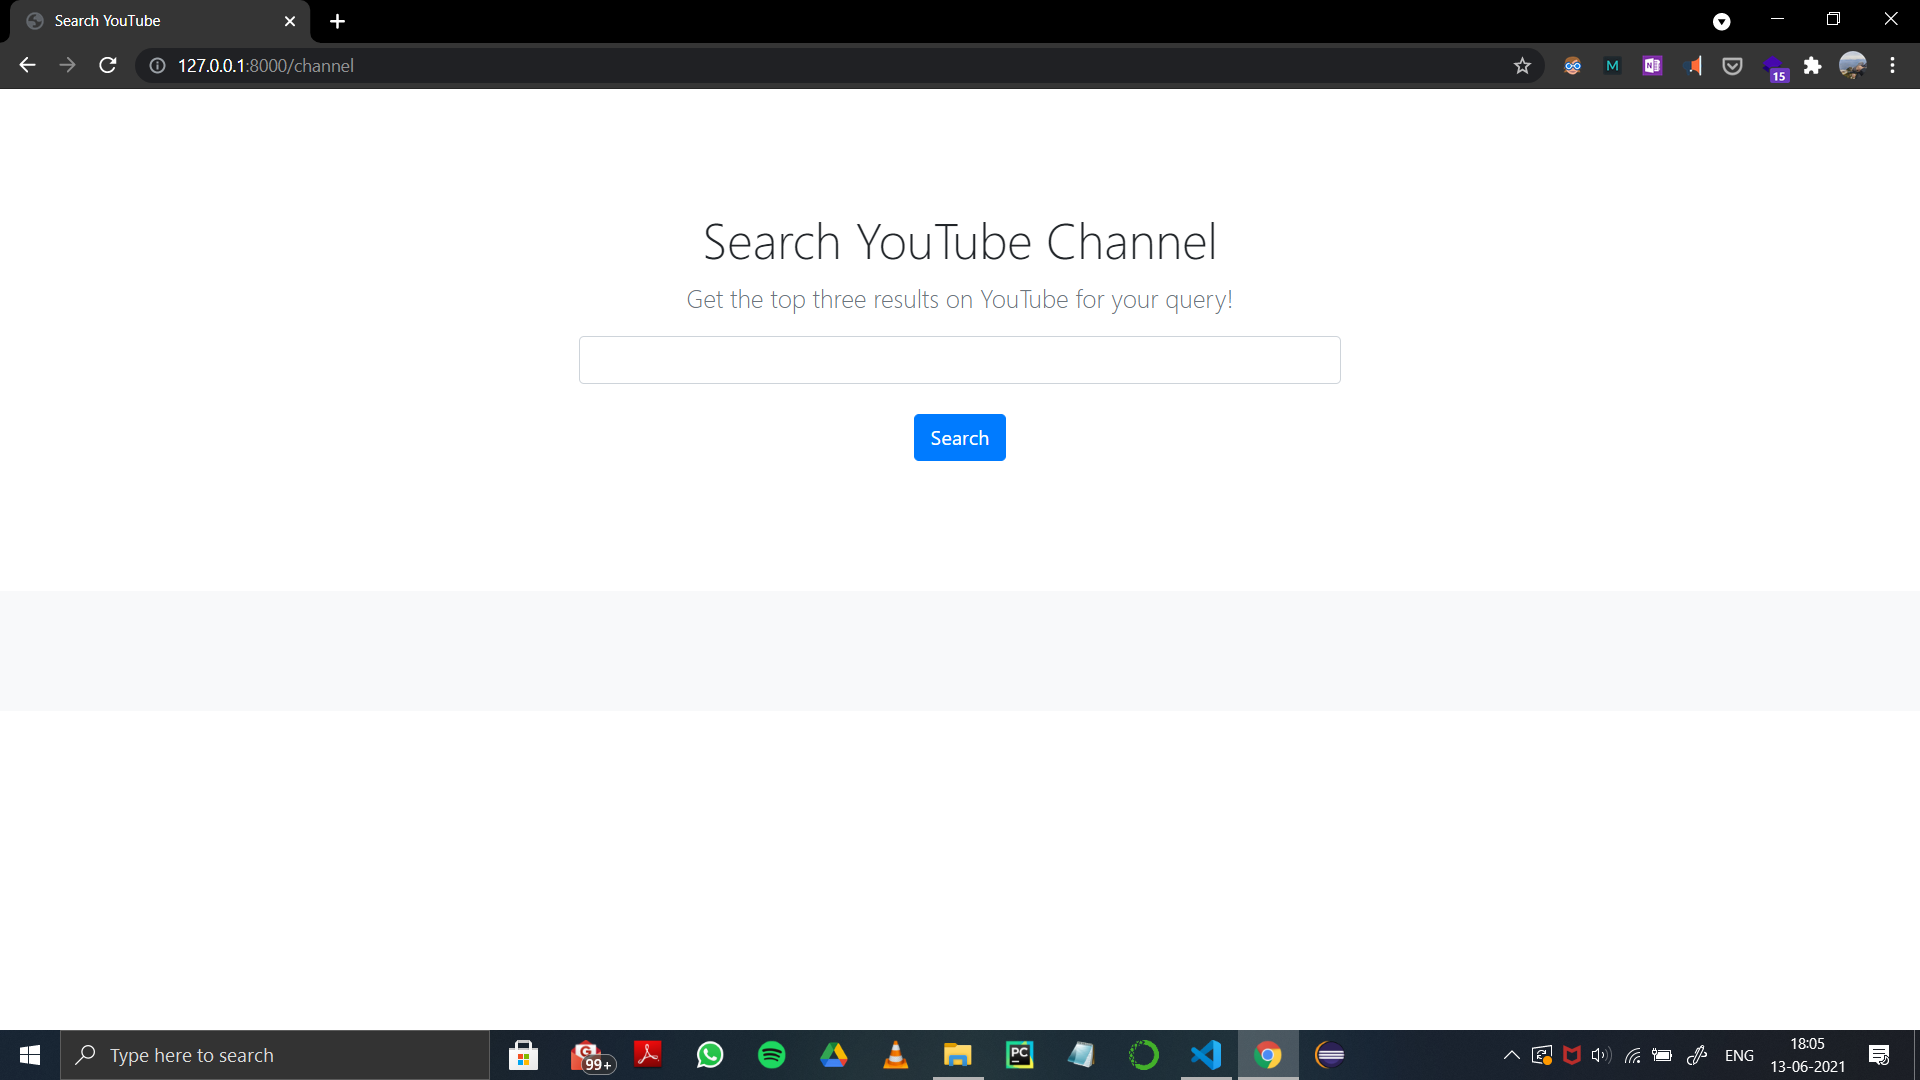 Search YouTube
127.0.0.1:8000/channel
M
N
15
Search YouTube Channel
Get the top three results on YouTube for your query!
Search
Type here to search
G
99+
PC
ENG
18:05
13-06-2021